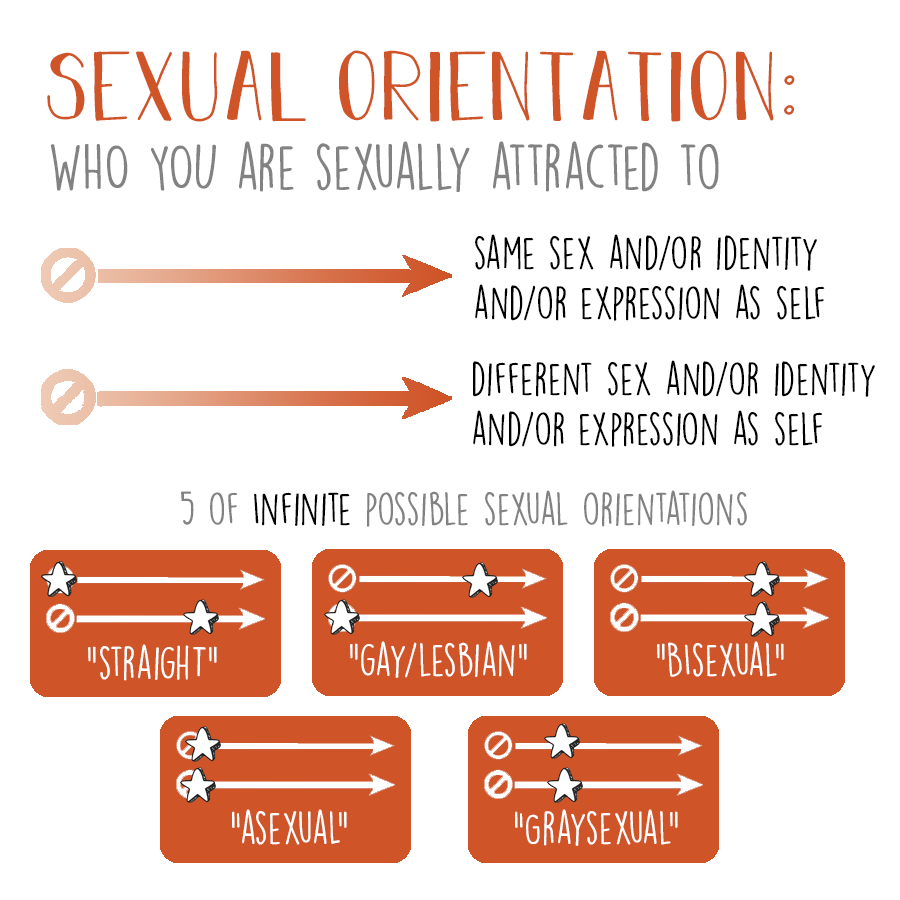 SEXUAL ORIENTATION:
WHO YOU ARE SEXUALLY ATTRACTED TO
SAME SEX AND/OR IDENTITY
AND/OR EXPRESSION AS SELF
DIFFERENT SEX AND/OR IDENTITY
AND/OR EXPRESSION AS SELF
5 OF INFINITE POSSIBLE SEXUAL ORIENTATIONS
"STRAIGHT"
"GAY/LESBIAN"
"BISEXUAL"
"ASEXUAL"
"GRAYSEXUAL"